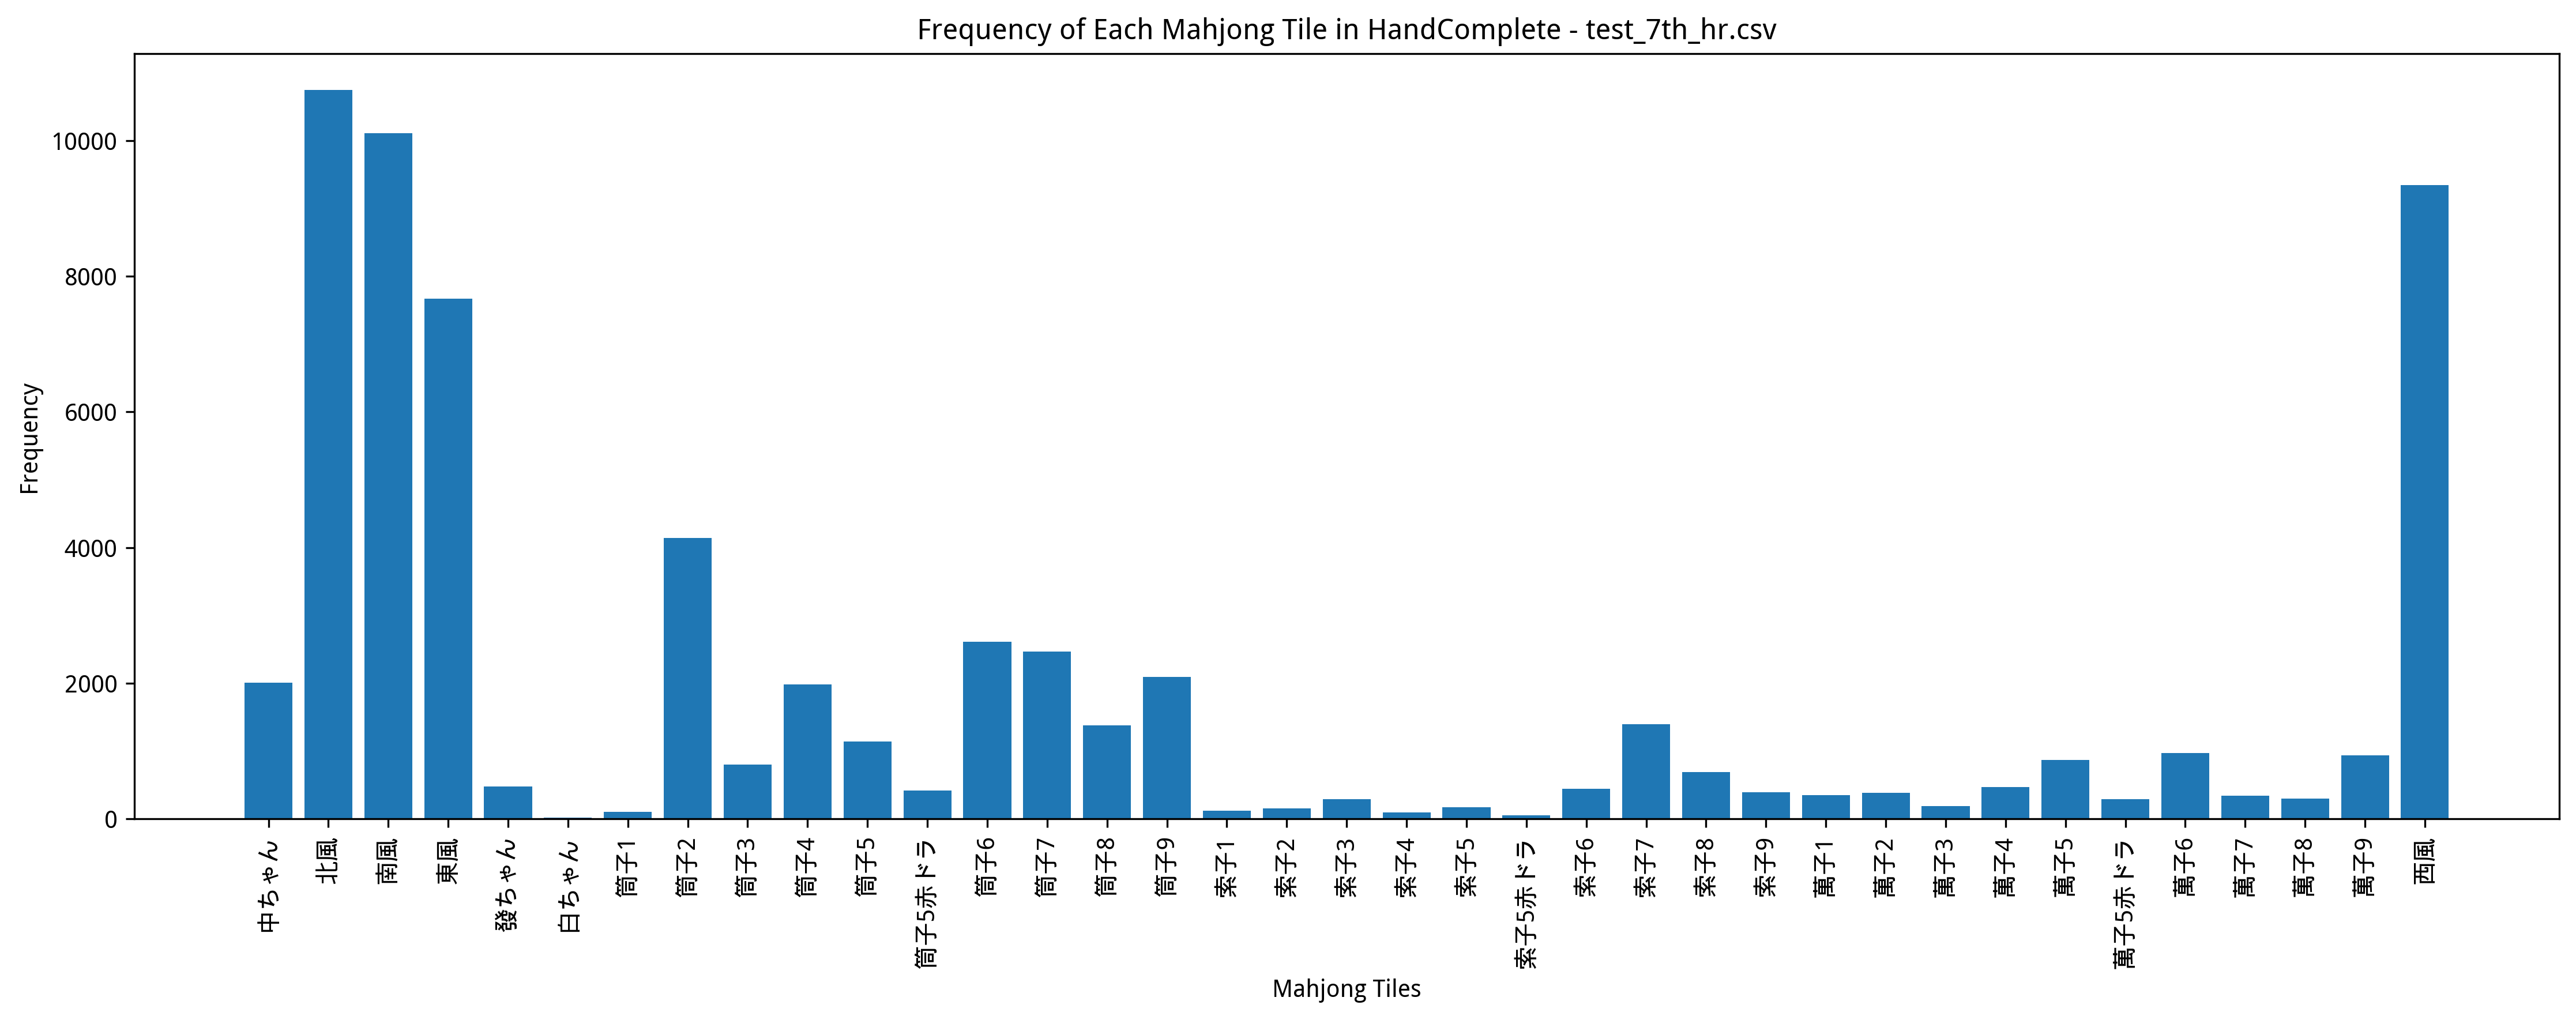 Frequency of Each Mahjong Tile in HandComplete - test_7th_hr.csv
Frequency
10000
8000
6000
4000
2000
0
中ちゃん
北風
南風
東風
發ちゃん
白ちゃん
筒子1
筒子2
筒子3
筒子4
筒子5
筒子5赤ドラ
筒子6
筒子7
筒子8
筒子9
索子1
索子2
索子3
索子4
索子5
索子5赤ドラ
索子6
索子7
索子8
索子9
萬子1
萬子2
萬子3
萬子4
萬子5
萬子5赤ドラ
萬子6
萬子7
萬子8
萬子9
西風
Mahjong Tiles